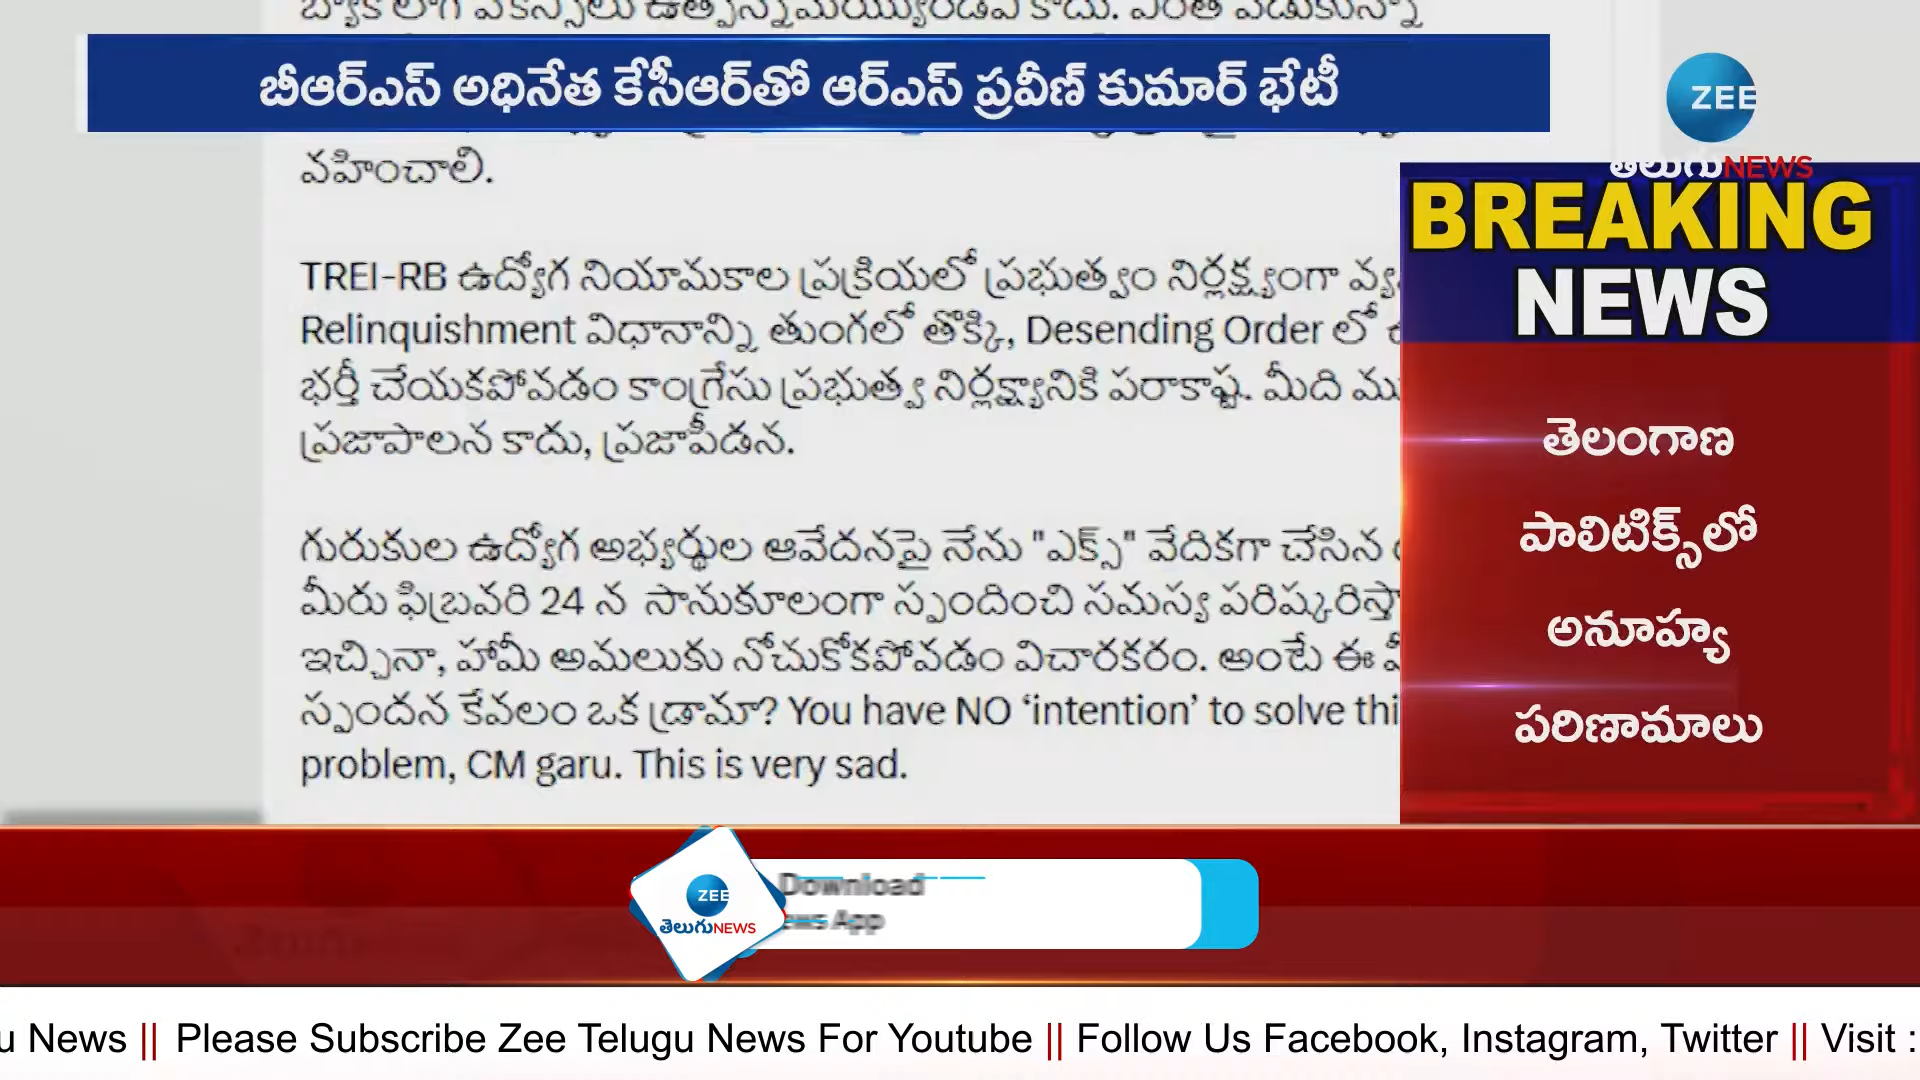 బీఆర్ఎస్ అధినేత కేసీఆర్‌తో ఆర్ఎస్ ప్రవీణ్ కుమార్ భేటీ
ZEE
తెలుగుNEWS
వహించాలి.
BREAKING
NEWS
TREI-RB ఉద్యోగ నియామకాల ప్రక్రియలో ప్రభుత్వం నిర్లక్ష్యంగా
Relinquishment విధానాన్ని తుంగలో తొక్కి, Desending Order లో
భర్తీ చేయకపోవడం కాంగ్రేసు ప్రభుత్వ నిర్లక్ష్యానికి పరాకాష్ట. మీది
ప్రజాపాలన కాదు, ప్రజాపీడన.
తెలంగాణ
పాలిటిక్స్‌లో
అనూహ్య
పరిణామాలు
గురుకుల ఉద్యోగ అభ్యర్థుల ఆవేదనపై నేను "ఎక్స్" వేదికగా చేసిన
మీరు ఫిబ్రవరి 24 న సానుకూలంగా స్పందించి సమస్య
ఇచ్చినా, హామీ అమలుకు నోచుకోకపోవడం విచారకరం. అంటే ఈ
స్పందన కేవలం ఒక డ్రామా? You have NO ‘intention’ to solve thi
problem, CM garu. This is very sad.
ZEE
తెలుగుNEWS
Download
ews App
u News || Please Subscribe Zee Telugu News For Youtube || Follow Us Facebook, Instagram, Twitter || Visit :